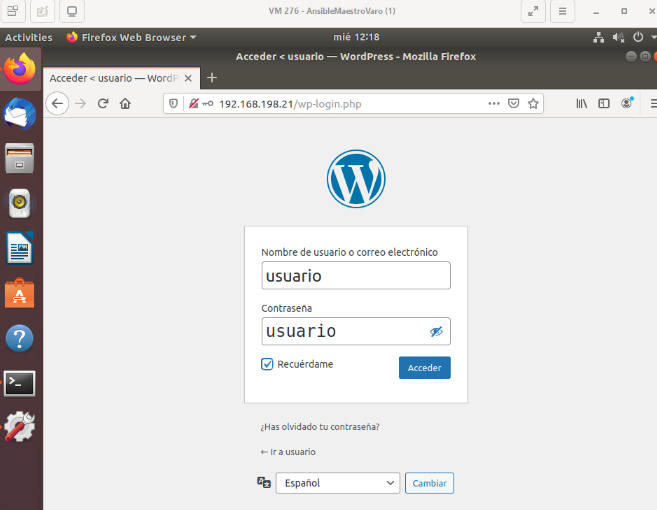 VM 276 - AnsibleMaestroVaro (1)
Activities Firefox Web Browser mié 12:18
Acceder < usuario — WordPress - Mozilla Firefox
Acceder < usuario — WordP
192.168.198.21/wp-login.php
Nombre de usuario o correo electrónico
usuario
Contraseña
usuario
Recuérdame Acceder
¿Has olvidado tu contraseña?
← Ir a usuario
Español Cambiar